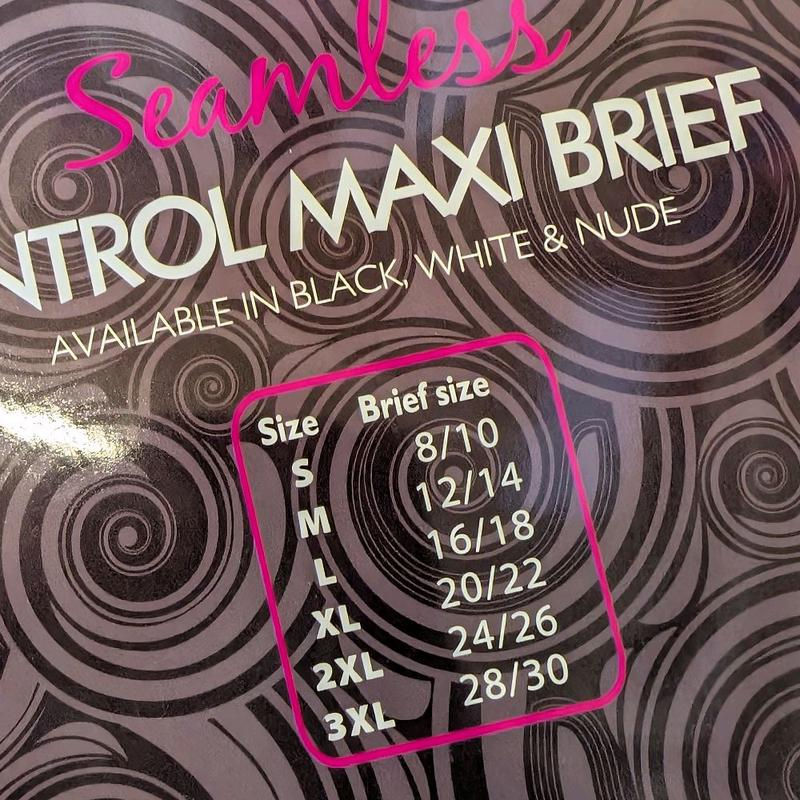 Seamless
NTROL MAXI BRIEF
AVAILABLE IN BLACK, WHITE & NUDE
Size Brief size
S 8/10
M 12/14
L 16/18
XL 20/22
2XL 24/26
3XL 28/30